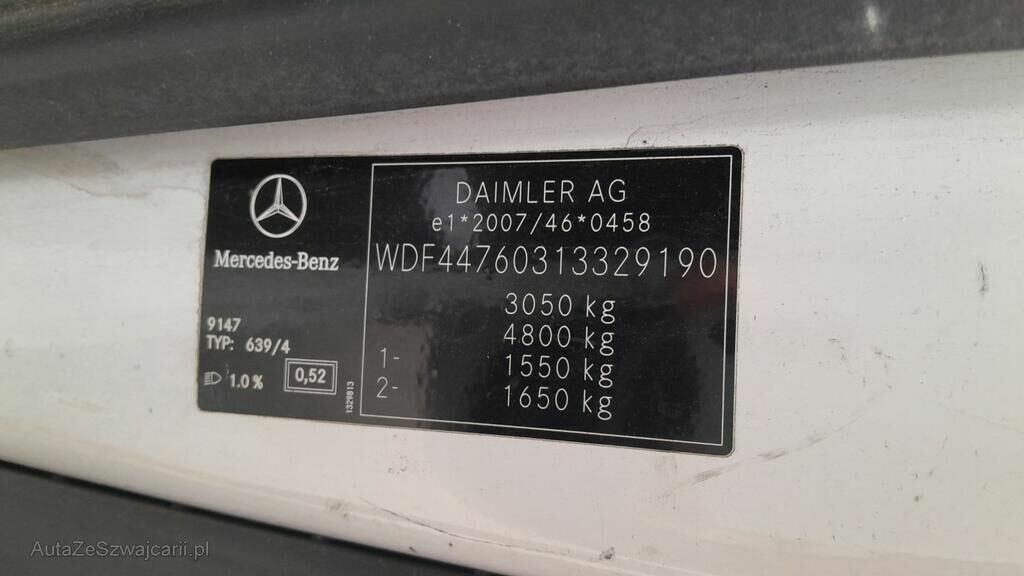 Mercedes-Benz
9147
TYP: 639/4
1.0 %
0,52
1329813
DAIMLER AG
e1*2007/46*0458
WDF44760313329190
3050 kg
4800 kg
1- 1550 kg
2- 1650 kg
AutaZeSzwajcarii.pl